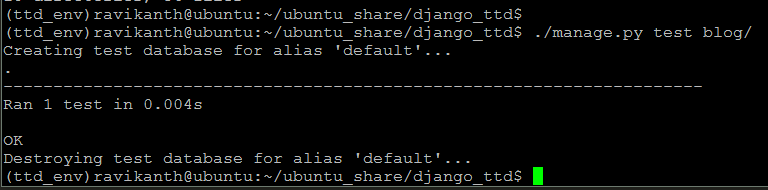 (ttd_env)ravikanth@ubuntu:~/ubuntu_share/django_ttd$
(ttd_env)ravikanth@ubuntu:~/ubuntu_share/django_ttd$ ./manage.py test blog/
Creating test database for alias 'default'...
.
----------------------------------------------------------------------
Ran 1 test in 0.004s

OK
Destroying test database for alias 'default'...
(ttd_env)ravikanth@ubuntu:~/ubuntu_share/django_ttd$